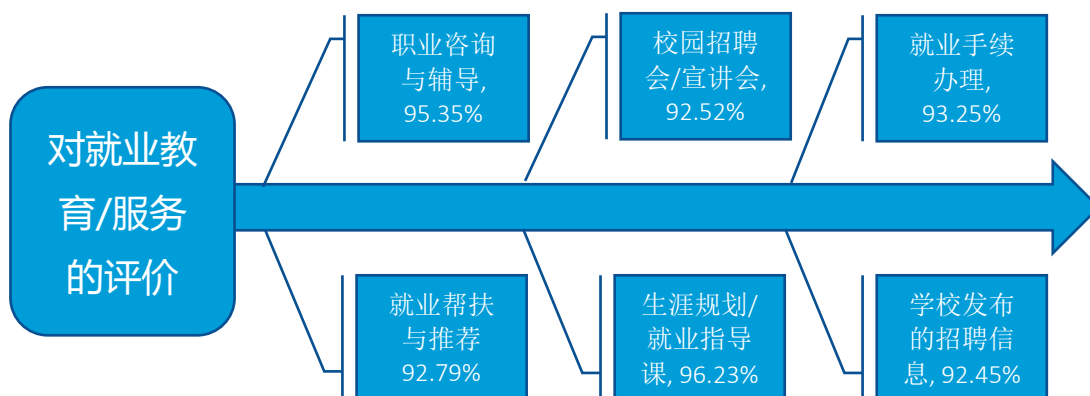 对就业教
育/服务
的评价
职业咨询
与辅导,
95.35%
校园招聘
会/宣讲会,
92.52%
就业手续
办理,
93.25%
就业帮扶
与推荐
92.79%
生涯规划/
就业指导
课, 96.23%
学校发布
的招聘信
息, 92.45%